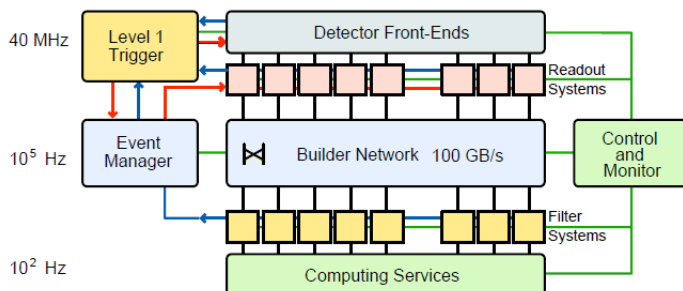 40 MHz
Level 1
Trigger
Detector Front-Ends
Readout
Systems
10⁵ Hz
Event
Manager
Builder Network 100 GB/s
Control
and
Monitor
Filter
Systems
10² Hz
Computing Services